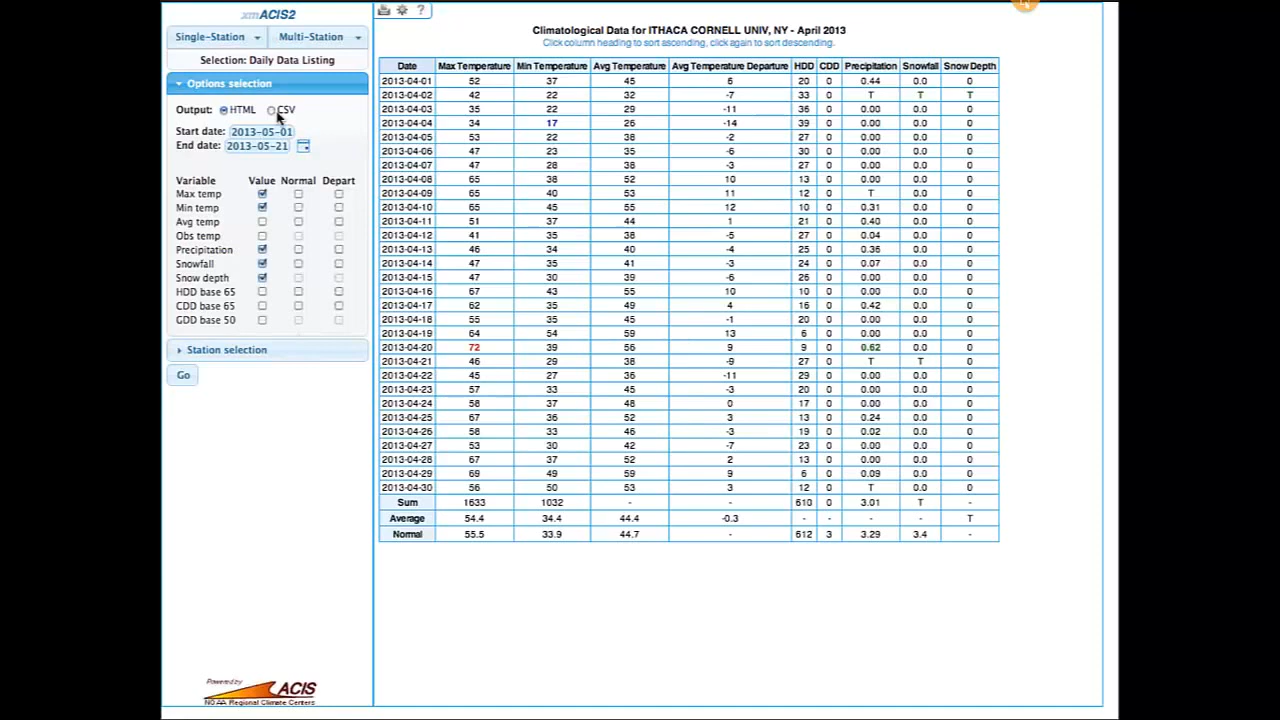 xmACIS2
Single-Station Multi-Station
Selection: Daily Data Listing
Options selection
Output: HTML CSV
Start date: 2013-05-01
End date: 2013-05-21
Variable Value Normal Depart
Max temp
Min temp
Avg temp
Obs temp
Precipitation
Snowfall
Snow depth
HDD base 65
CDD base 65
GDD base 50
Station selection
Go
Powered by
ACIS
NOAA Regional Climate Centers
?
Climatological Data for ITHACA CORNELL UNIV, NY - April 2013
Click column heading to sort ascending, click again to sort descending.
Date Max Temperature Min Temperature Avg Temperature Avg Temperature Departure HDD CDD Precipitation Snowfall Snow Depth
2013-04-01 52 37 45 6 20 0 0.44 0.0 0
2013-04-02 42 22 32 -7 33 0 T T T
2013-04-03 35 22 29 -11 36 0 0.00 0.0 0
2013-04-04 34 17 26 -14 39 0 0.00 0.0 0
2013-04-05 53 22 38 -2 27 0 0.00 0.0 0
2013-04-06 47 23 35 -6 30 0 0.00 0.0 0
2013-04-07 47 28 38 -3 27 0 0.00 0.0 0
2013-04-08 65 38 52 10 13 0 0.00 0.0 0
2013-04-09 65 40 53 11 12 0 T 0.0 0
2013-04-10 65 45 55 12 10 0 0.31 0.0 0
2013-04-11 51 37 44 1 21 0 0.40 0.0 0
2013-04-12 41 35 38 -5 27 0 0.04 0.0 0
2013-04-13 46 34 40 -4 25 0 0.36 0.0 0
2013-04-14 47 35 41 -3 24 0 0.07 0.0 0
2013-04-15 47 30 39 -6 26 0 0.00 0.0 0
2013-04-16 67 43 55 10 10 0 0.00 0.0 0
2013-04-17 62 35 49 4 16 0 0.42 0.0 0
2013-04-18 55 35 45 -1 20 0 0.00 0.0 0
2013-04-19 64 54 59 13 6 0 0.00 0.0 0
2013-04-20 72 39 56 9 9 0 0.62 0.0 0
2013-04-21 46 29 38 -9 27 0 T T 0
2013-04-22 45 27 36 -11 29 0 0.00 0.0 0
2013-04-23 57 33 45 -3 20 0 0.00 0.0 0
2013-04-24 58 37 48 0 17 0 0.00 0.0 0
2013-04-25 67 36 52 3 13 0 0.24 0.0 0
2013-04-26 58 33 46 -3 19 0 0.02 0.0 0
2013-04-27 53 30 42 -7 23 0 0.00 0.0 0
2013-04-28 67 37 52 2 13 0 0.00 0.0 0
2013-04-29 69 49 59 9 6 0 0.09 0.0 0
2013-04-30 56 50 53 3 12 0 T 0.0 0
Sum 1633 1032 - - 610 0 3.01 T -
Average 54.4 34.4 44.4 -0.3 - - - - T
Normal 55.5 33.9 44.7 - 612 3 3.29 3.4 -